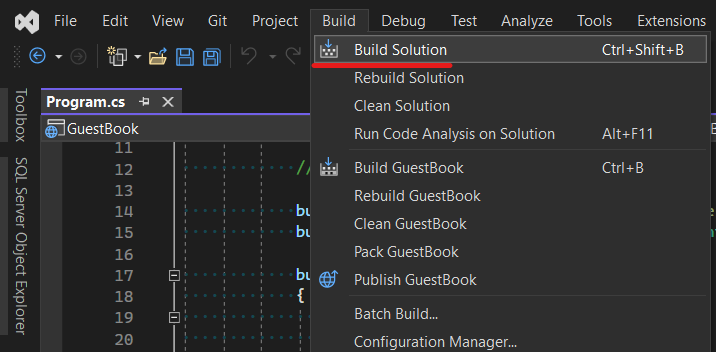 File Edit View Git Project Build Debug Test Analyze Tools Extensions
Build Solution Ctrl+Shift+B
Rebuild Solution
Clean Solution
Run Code Analysis on Solution Alt+F11
Build GuestBook Ctrl+B
Rebuild GuestBook
Clean GuestBook
Pack GuestBook
Publish GuestBook
Batch Build...
Configuration Manager...
Toolbox
SQL Server Object Explorer
Program.cs
GuestBook
11
12 //
13
14 bu
15 bu
16
17 bu
18 {
19
20